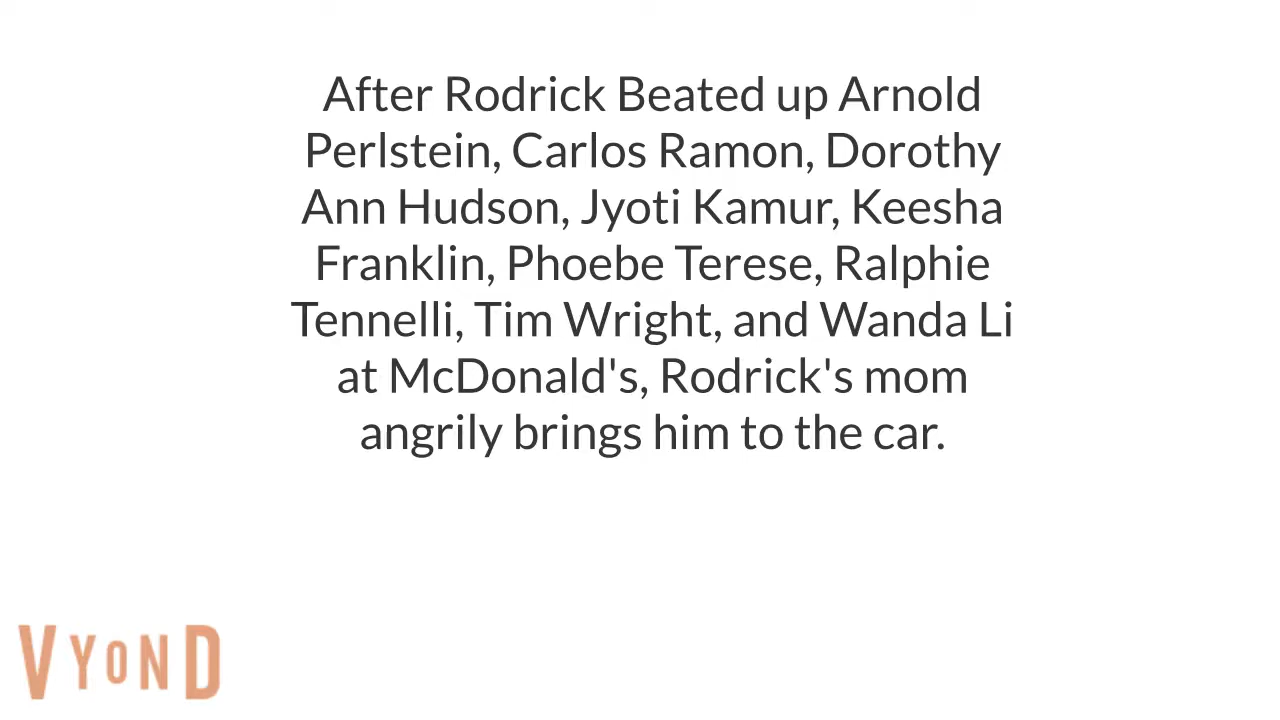 After Rodrick Beated up Arnold
Perlstein, Carlos Ramon, Dorothy
Ann Hudson, Jyoti Kamur, Keesha
Franklin, Phoebe Terese, Ralphie
Tennelli, Tim Wright, and Wanda Li
at McDonald's, Rodrick's mom
angrily brings him to the car.
VYOND